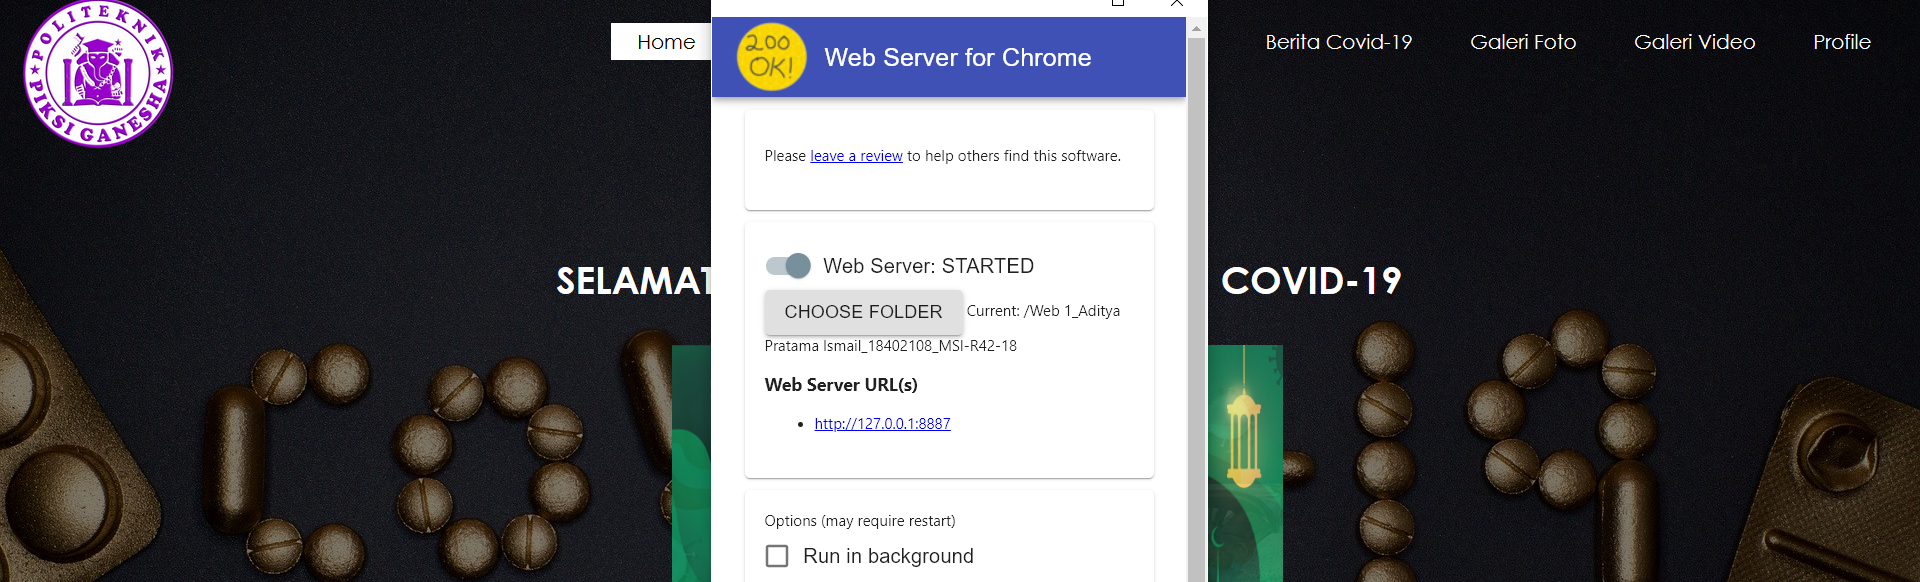 POLITEKNIK
PIKSI GANESHA
Home
Berita Covid-19
Galeri Foto
Galeri Video
Profile
200
OK!
Web Server for Chrome
Please leave a review to help others find this software.
Web Server: STARTED
CHOOSE FOLDER Current: /Web 1_Aditya
Pratama Ismail_18402108_MSI-R42-18
Web Server URL(s)
http://127.0.0.1:8887
Options (may require restart)
Run in background
SELAMAT
COVID-19